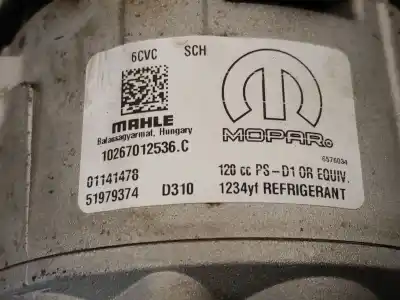 6CVC SCH
MAHLE
Balassagyarmat, Hungary
10267012536.C
01141478
51979374 D310
MOPAR®
6576034
120 cc PS-D1 OR EQUIV.
1234yf REFRIGERANT